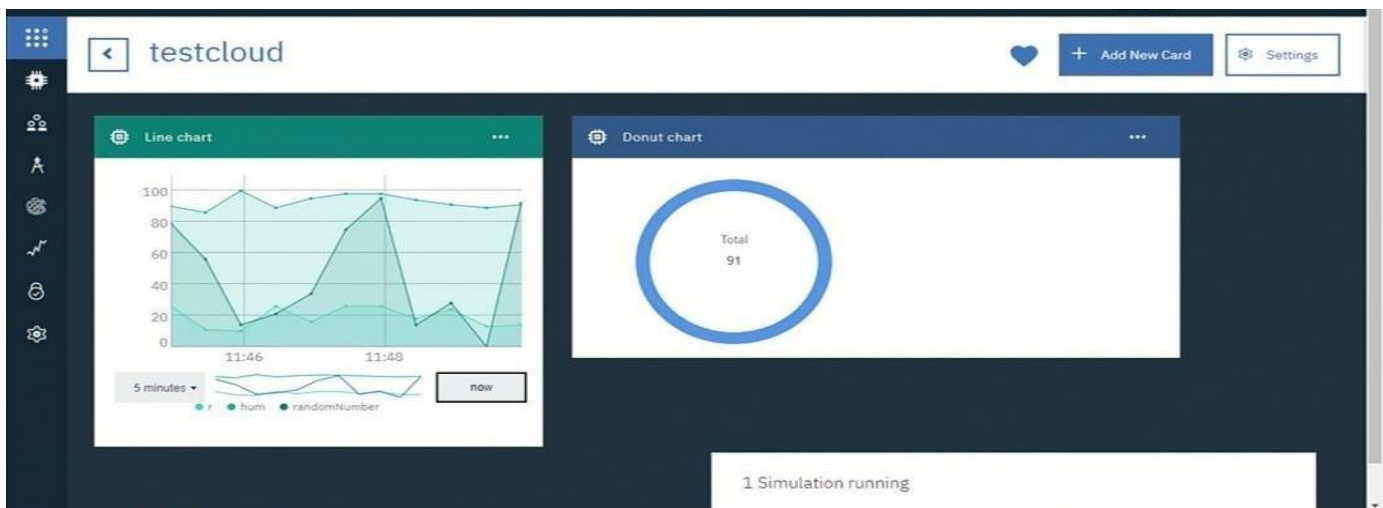 testcloud
+ Add New Card
Settings
Line chart
...
Donut chart
...
100
80
60
40
20
0
11:46 11:48
5 minutes
now
r hum randomNumber
Total
91
1 Simulation running